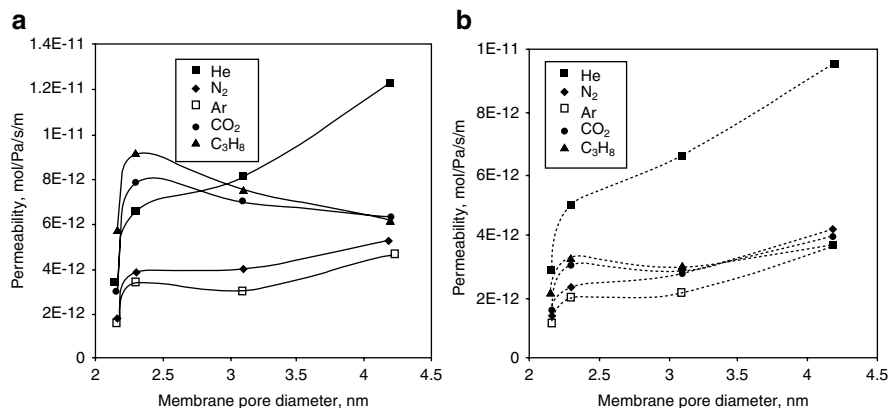 a
1.4E-11
1.2E-11
1E-11
8E-12
6E-12
4E-12
2E-12
0
Permeability, mol/Pa/s/m
He
N₂
Ar
CO₂
C₃H₈
2
2.5
3
3.5
4
4.5
Membrane pore diameter, nm
b
1E-11
8E-12
6E-12
4E-12
2E-12
0
Permeability, mol/Pa/s/m
He
N₂
Ar
CO₂
C₃H₈
2
2.5
3
3.5
4
4.5
Membrane pore diameter, nm